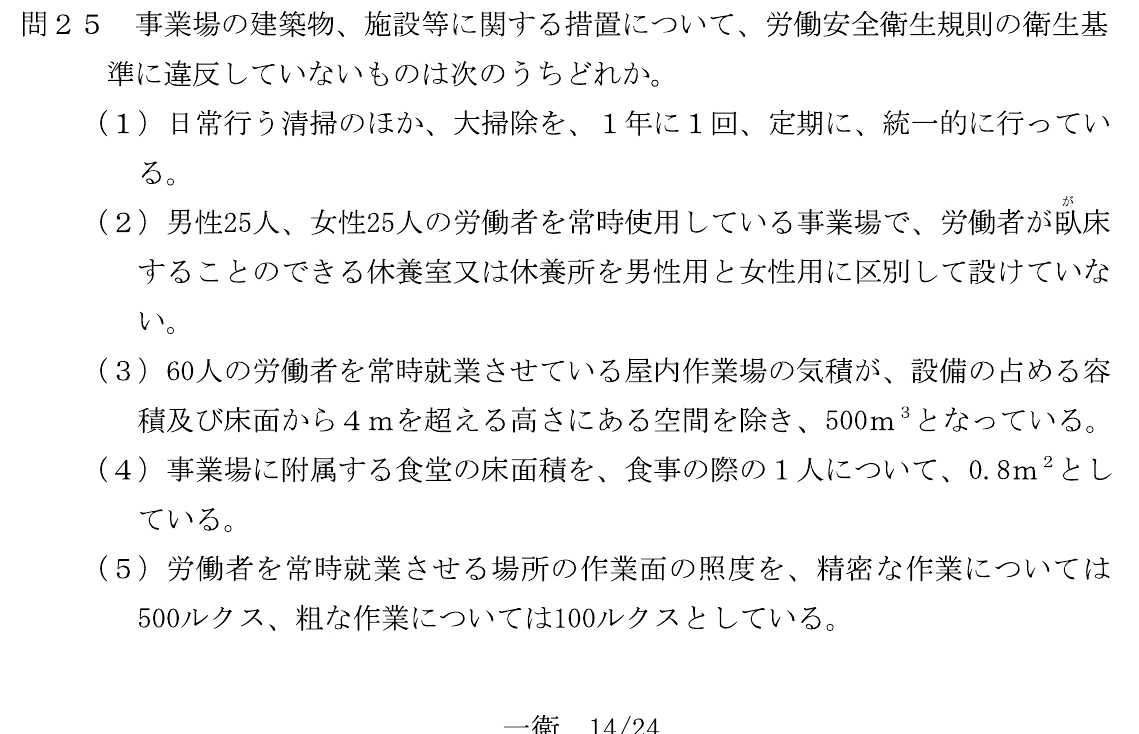 問２５　事業場の建築物、施設等に関する措置について、労働安全衛生規則の衛生基
準に違反していないものは次のうちどれか。
（１）日常行う清掃のほか、大掃除を、１年に１回、定期に、統一的に行ってい
る。
（２）男性25人、女性25人の労働者を常時使用している事業場で、労働者が臥床
が
することのできる休養室又は休養所を男性用と女性用に区別して設けていな
い。
（３）60人の労働者を常時就業させている屋内作業場の気積が、設備の占める容
積及び床面から４ｍを超える高さにある空間を除き、500ｍ³となっている。
（４）事業場に附属する食堂の床面積を、食事の際の１人について、0.8ｍ²とし
ている。
（５）労働者を常時就業させる場所の作業面の照度を、精密な作業については
500ルクス、粗な作業については100ルクスとしている。
一衛　14/24